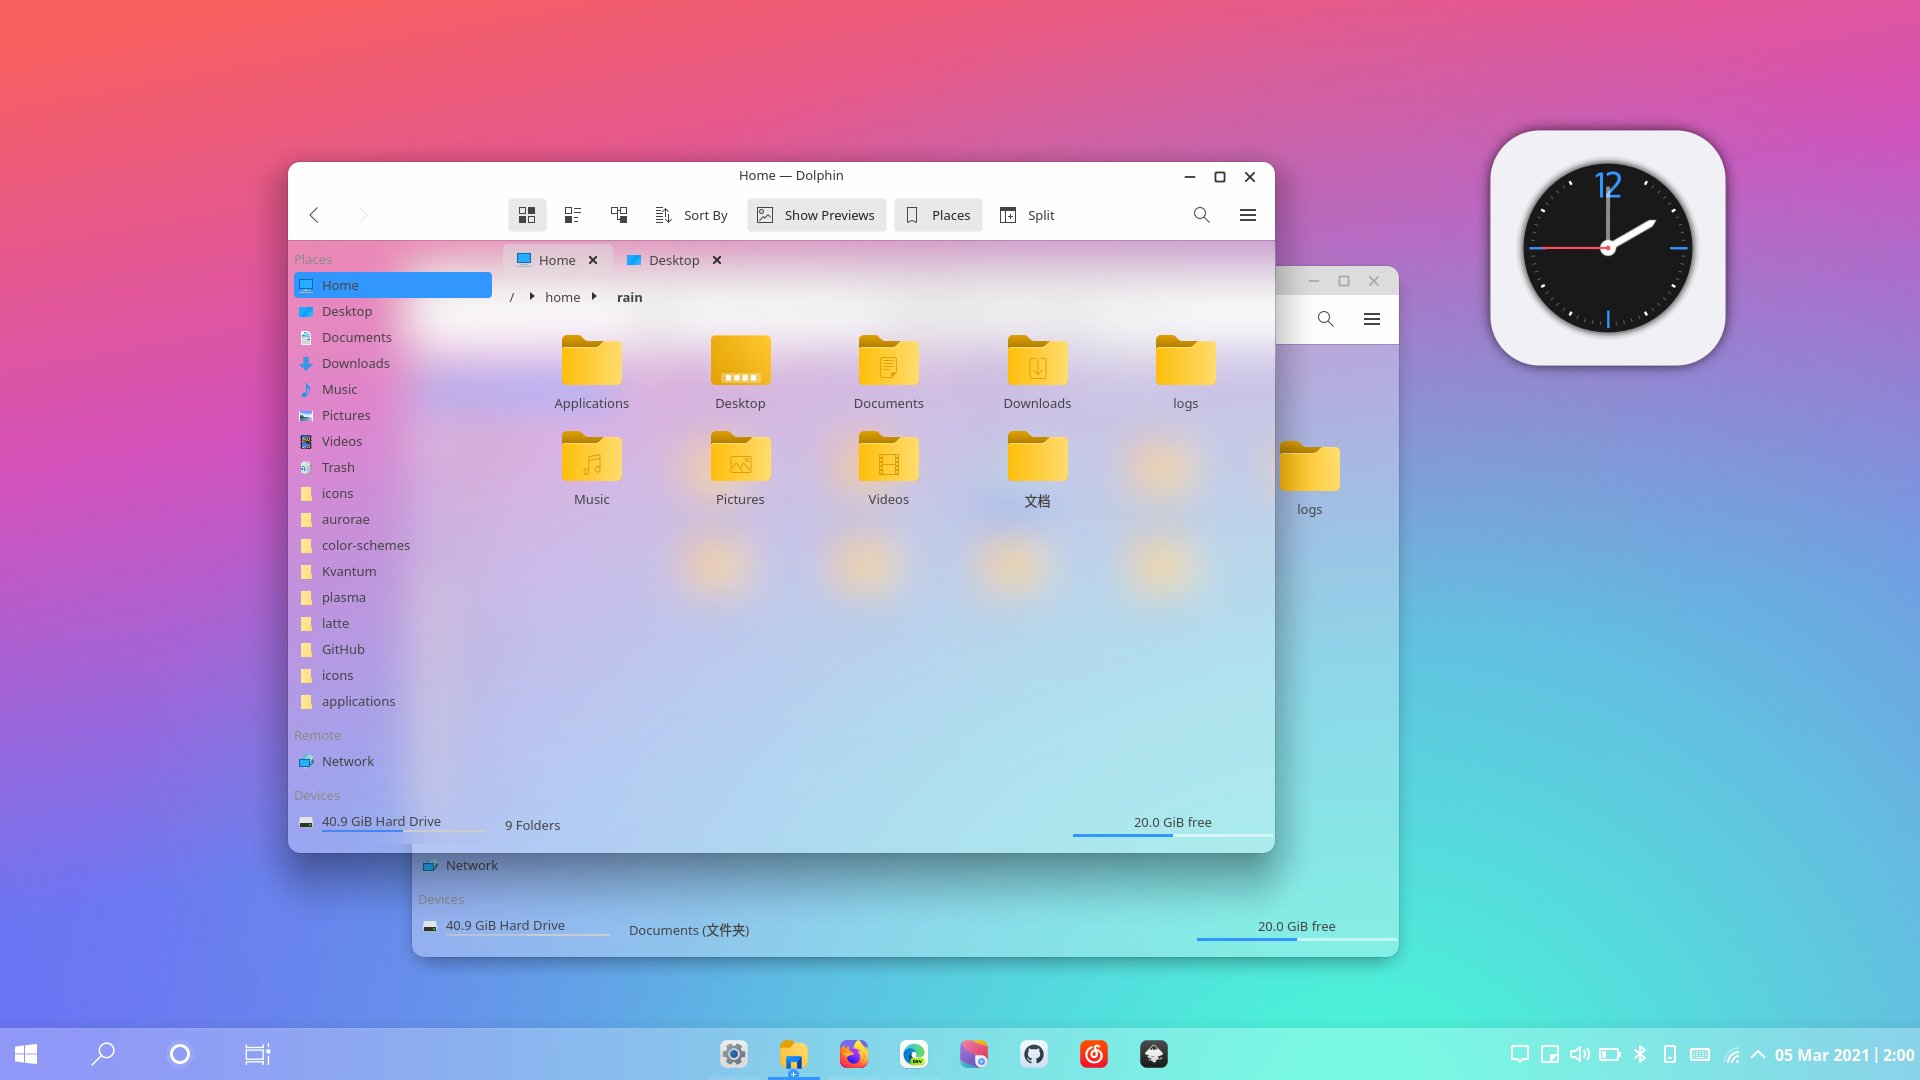 Home — Dolphin
Sort By
Show Previews
Places
Split
Places
Home
Desktop
Documents
Downloads
Music
Pictures
Videos
Trash
icons
aurorae
color-schemes
Kvantum
plasma
latte
GitHub
icons
applications
Remote
Network
Devices
40.9 GiB Hard Drive
Home
Desktop
/ home rain
Applications
Desktop
Documents
Downloads
logs
Music
Pictures
Videos
文档
9 Folders
20.0 GiB free
logs
Network
Devices
40.9 GiB Hard Drive
Documents (文件夹)
20.0 GiB free
12
DEV
05 Mar 2021 | 2:00